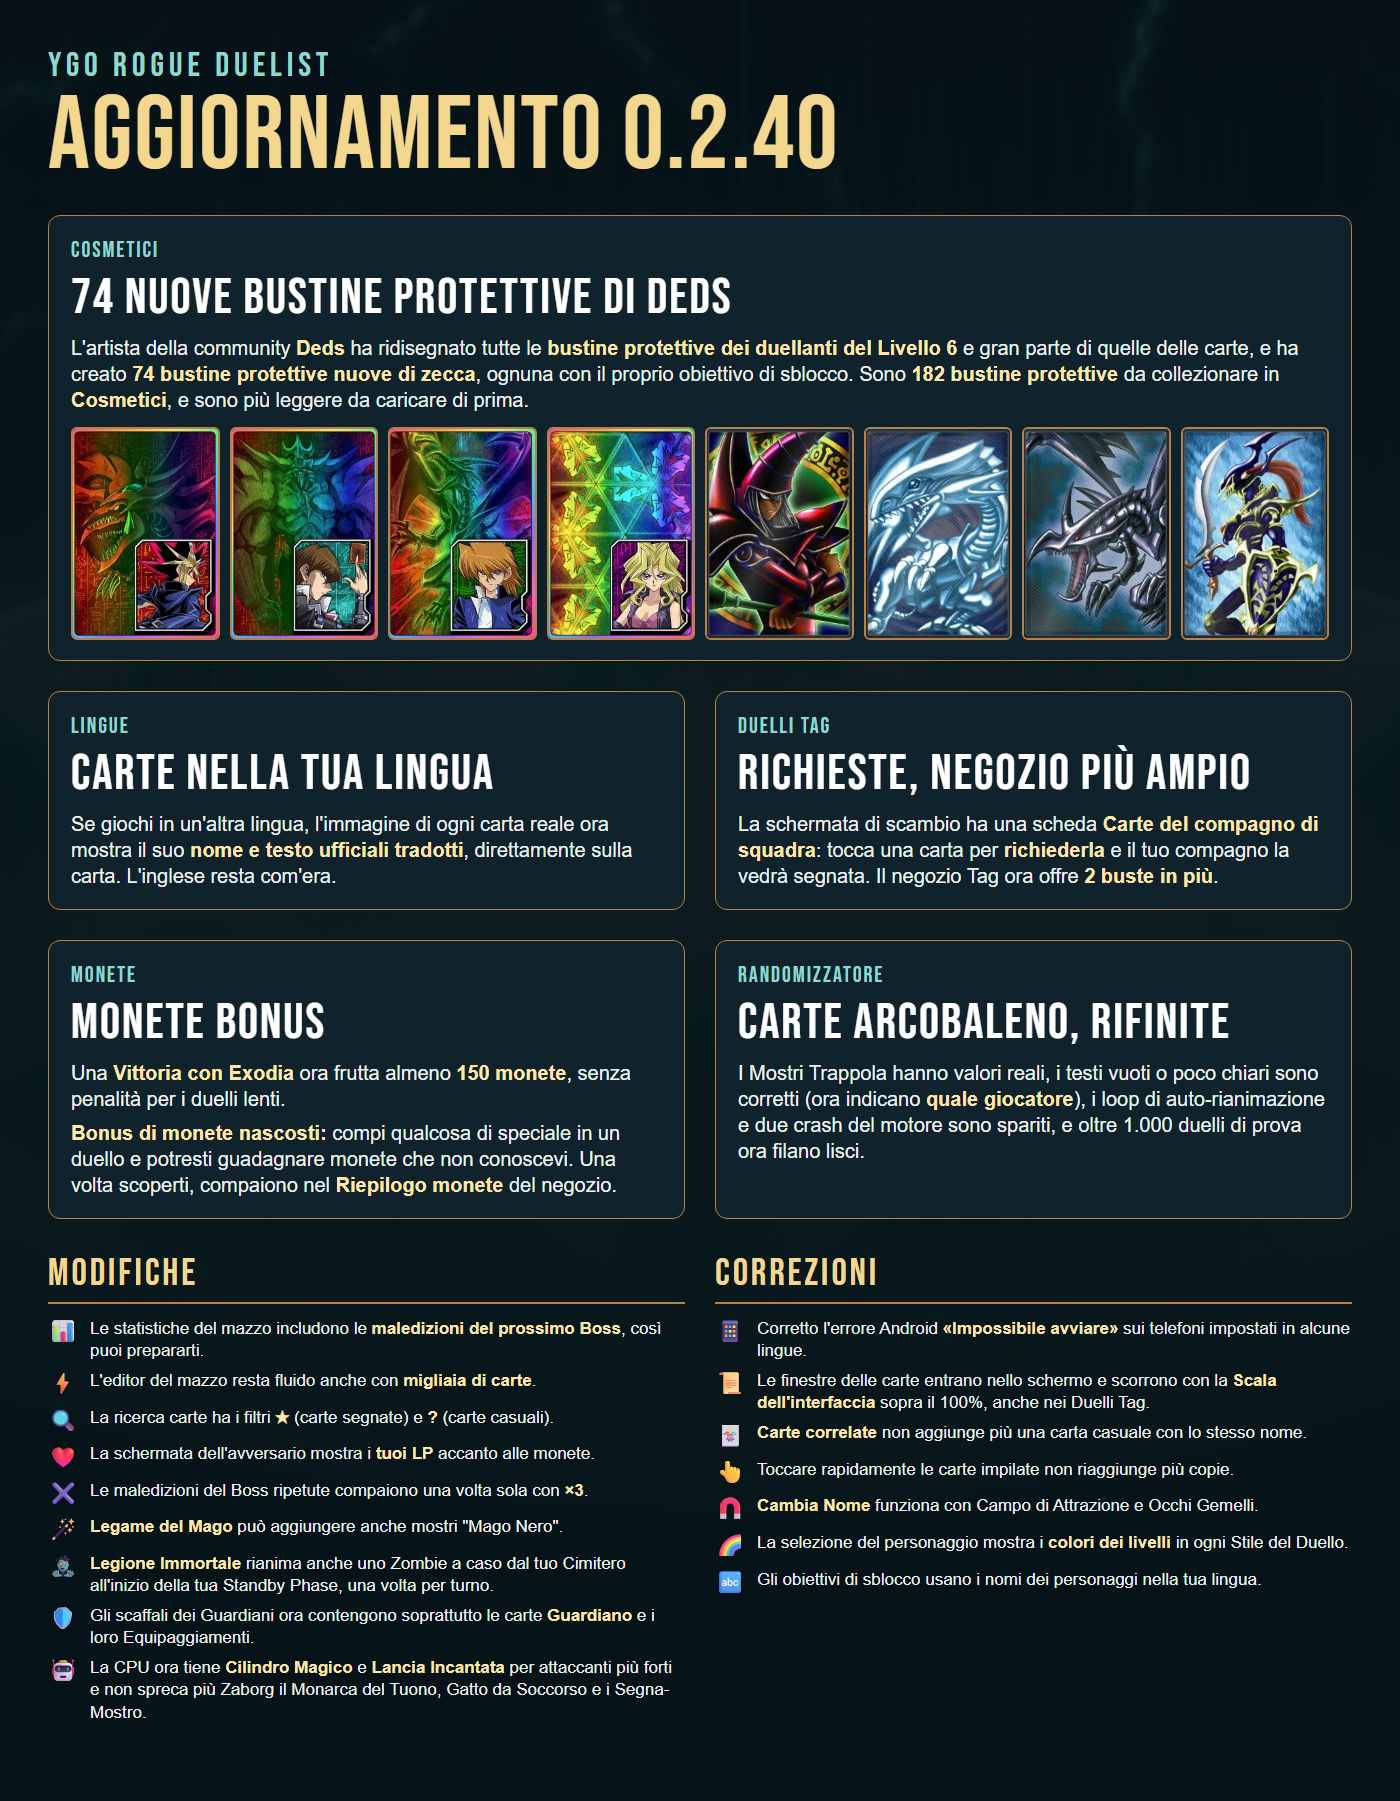 YGO ROGUE DUELIST
AGGIORNAMENTO 0.2.40
COSMETICI
74 NUOVE BUSTINE PROTETTIVE DI DEDS
L'artista della community Deds ha ridisegnato tutte le bustine protettive dei duellanti del Livello 6 e gran parte di quelle delle carte, e ha
creato 74 bustine protettive nuove di zecca, ognuna con il proprio obiettivo di sblocco. Sono 182 bustine protettive da collezionare in
Cosmetici, e sono più leggere da caricare di prima.
LINGUE
CARTE NELLA TUA LINGUA
Se giochi in un'altra lingua, l'immagine di ogni carta reale ora
mostra il suo nome e testo ufficiali tradotti, direttamente sulla
carta. L'inglese resta com'era.
DUELLI TAG
RICHIESTE, NEGOZIO PIÙ AMPIO
La schermata di scambio ha una scheda Carte del compagno di
squadra: tocca una carta per richiederla e il tuo compagno la
vedrà segnata. Il negozio Tag ora offre 2 buste in più.
MONETE
MONETE BONUS
Una Vittoria con Exodia ora frutta almeno 150 monete, senza
penalità per i duelli lenti.
Bonus di monete nascosti: compi qualcosa di speciale in un
duello e potresti guadagnare monete che non conoscevi. Una
volta scoperti, compaiono nel Riepilogo monete del negozio.
RANDOMIZZATORE
CARTE ARCOBALENO, RIFINITE
I Mostri Trappola hanno valori reali, i testi vuoti o poco chiari sono
corretti (ora indicano quale giocatore), i loop di auto-rianimazione
e due crash del motore sono spariti, e oltre 1.000 duelli di prova
ora filano lisci.
MODIFICHE
Le statistiche del mazzo includono le maledizioni del prossimo Boss, così
puoi prepararti.
L'editor del mazzo resta fluido anche con migliaia di carte.
La ricerca carte ha i filtri ★ (carte segnate) e ? (carte casuali).
La schermata dell'avversario mostra i tuoi LP accanto alle monete.
Le maledizioni del Boss ripetute compaiono una volta sola con ×3.
Legame del Mago può aggiungere anche mostri "Mago Nero".
Legione Immortale rianima anche uno Zombie a caso dal tuo Cimitero
all'inizio della tua Standby Phase, una volta per turno.
Gli scaffali dei Guardiani ora contengono soprattutto le carte Guardiano e i
loro Equipaggiamenti.
La CPU ora tiene Cilindro Magico e Lancia Incantata per attaccanti più forti
e non spreca più Zaborg il Monarca del Tuono, Gatto da Soccorso e i Segna-
Mostro.
CORREZIONI
Corretto l'errore Android «Impossibile avviare» sui telefoni impostati in alcune
lingue.
Le finestre delle carte entrano nello schermo e scorrono con la Scala
dell'interfaccia sopra il 100%, anche nei Duelli Tag.
Carte correlate non aggiunge più una carta casuale con lo stesso nome.
Toccare rapidamente le carte impilate non riaggiunge più copie.
Cambia Nome funziona con Campo di Attrazione e Occhi Gemelli.
La selezione del personaggio mostra i colori dei livelli in ogni Stile del Duello.
abc Gli obiettivi di sblocco usano i nomi dei personaggi nella tua lingua.